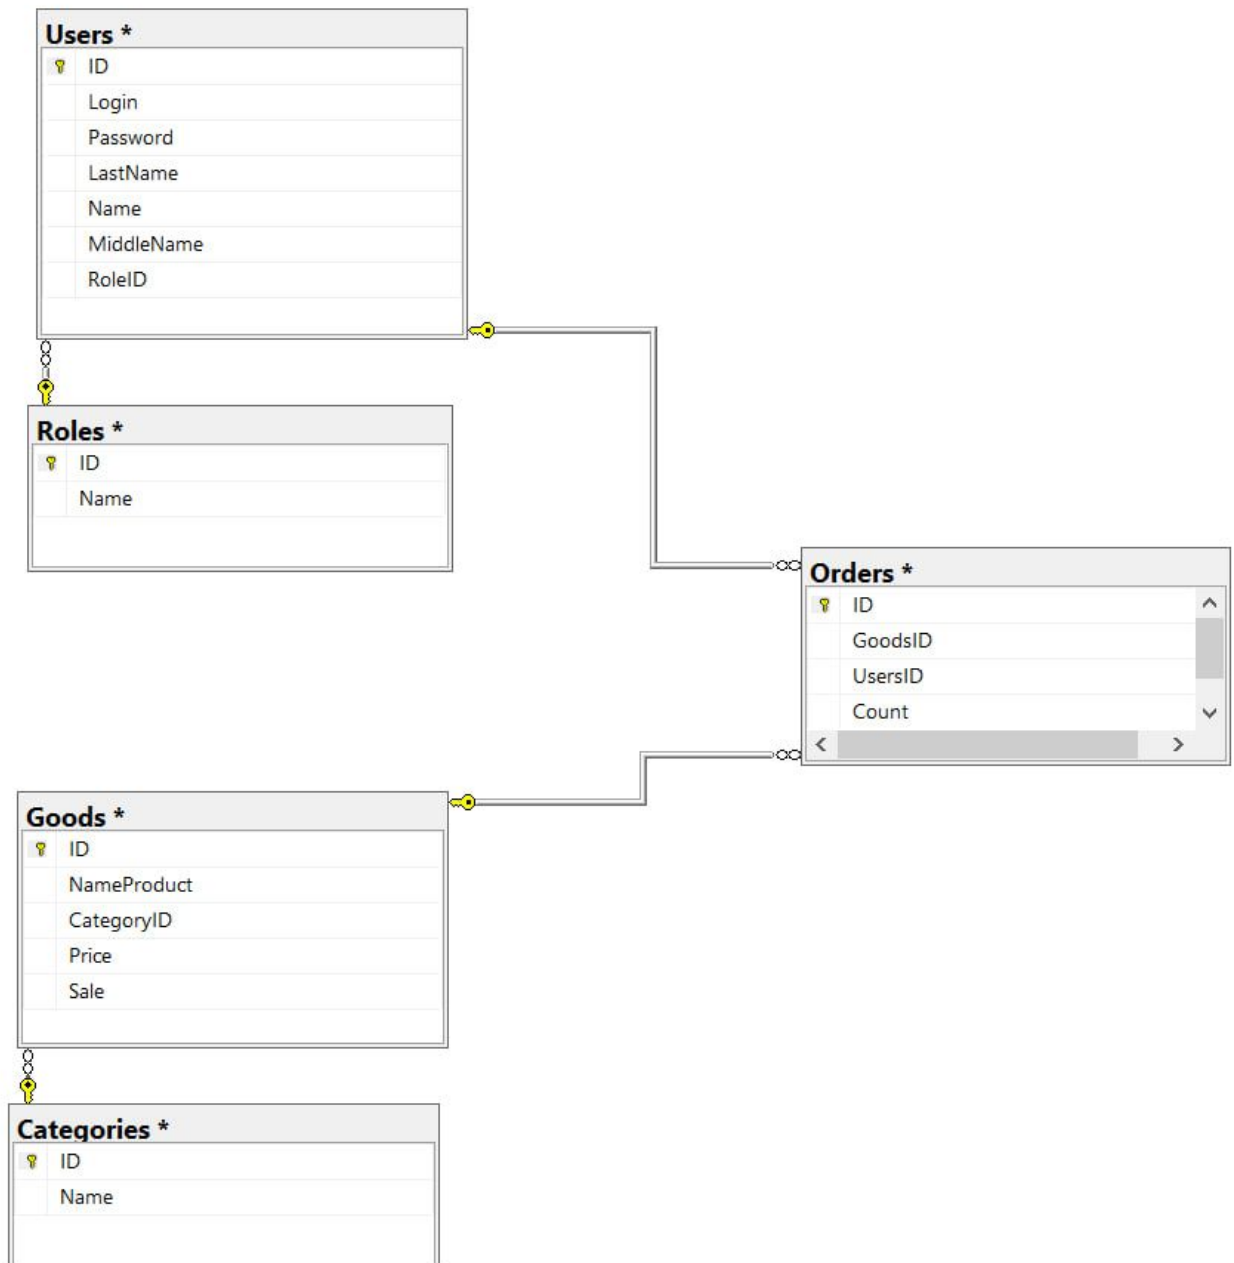 Users *
ID
Login
Password
LastName
Name
MiddleName
RoleID
Roles *
ID
Name
Orders *
ID
GoodsID
UsersID
Count
Goods *
ID
NameProduct
CategoryID
Price
Sale
Categories *
ID
Name